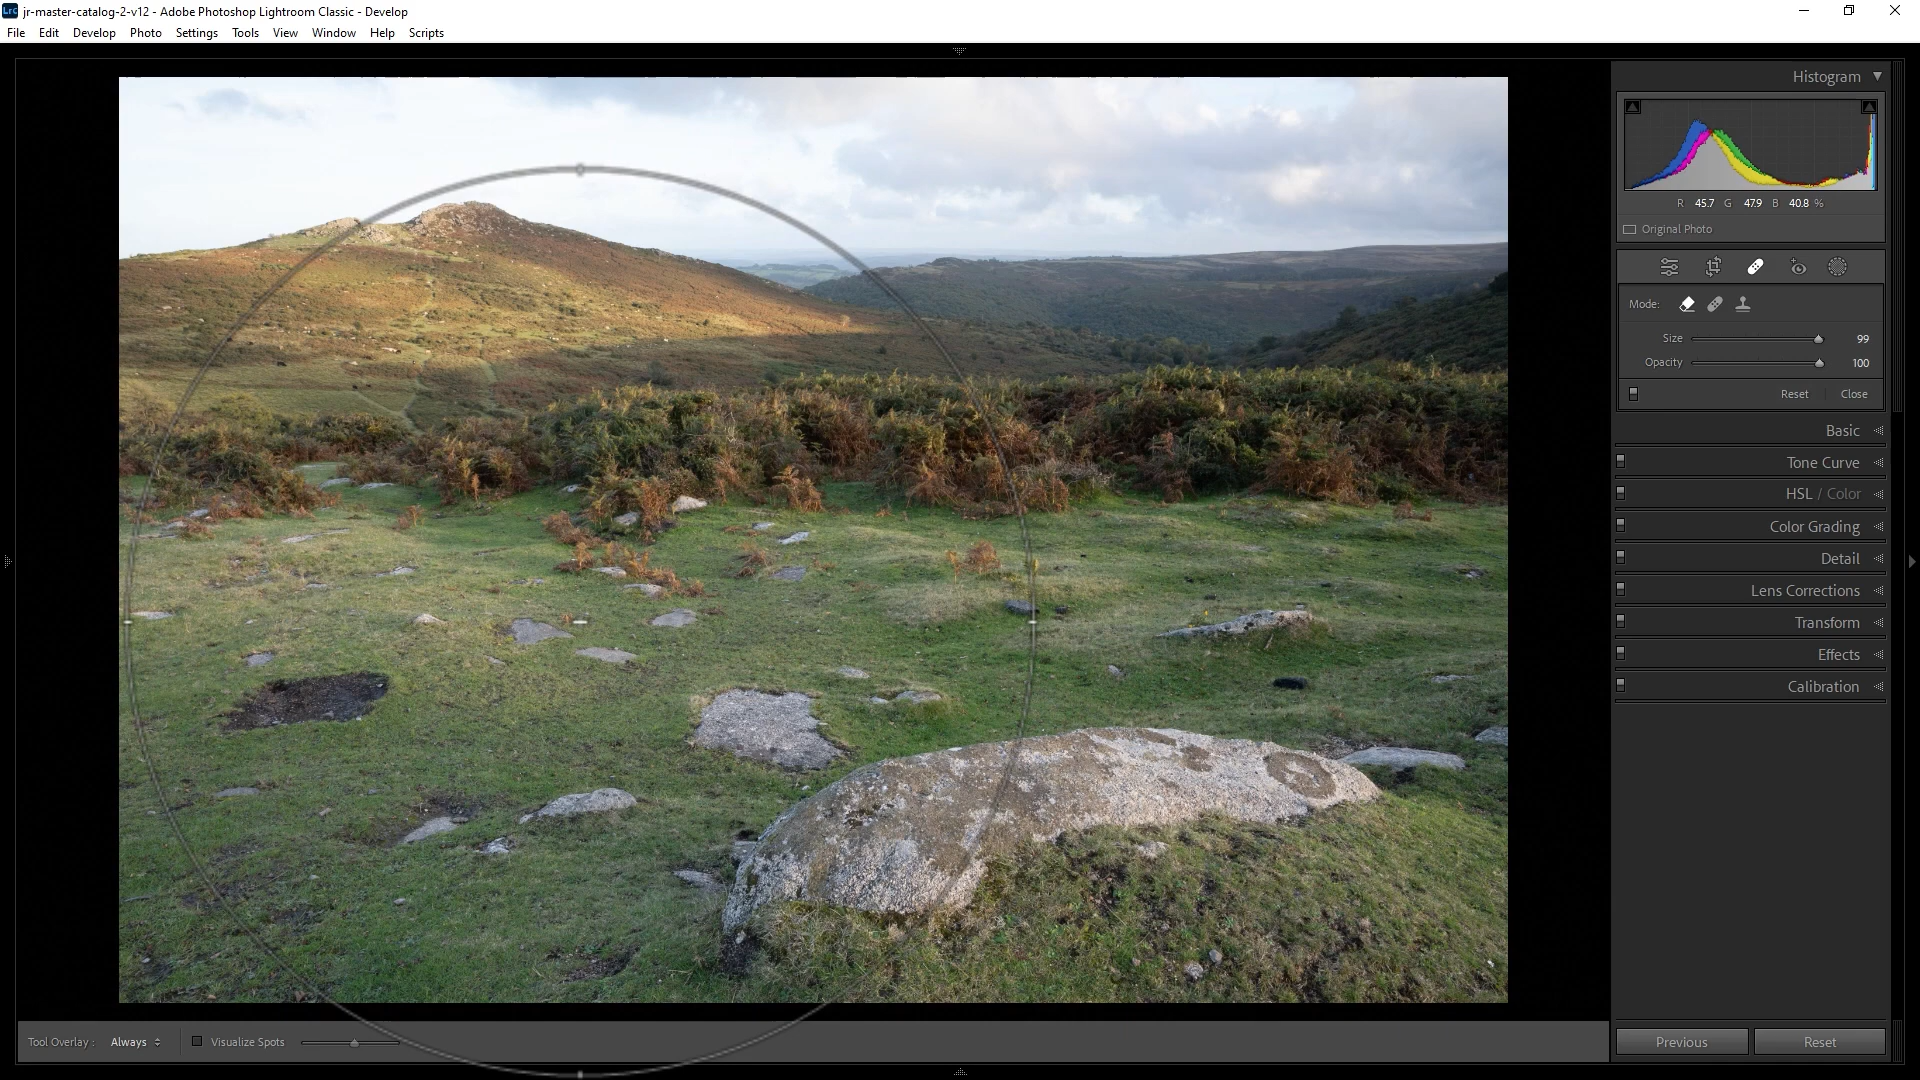 Lrc jr-master-catalog-2-v12 - Adobe Photoshop Lightroom Classic - Develop
File Edit Develop Photo Settings Tools View Window Help Scripts
Histogram
R 45.7 G 47.9 B 40.8 %
Original Photo
Mode:
Size 99
Opacity 100
Reset Close
Basic
Tone Curve
HSL / Color
Color Grading
Detail
Lens Corrections
Transform
Effects
Calibration
Tool Overlay : Always Visualize Spots
Previous Reset